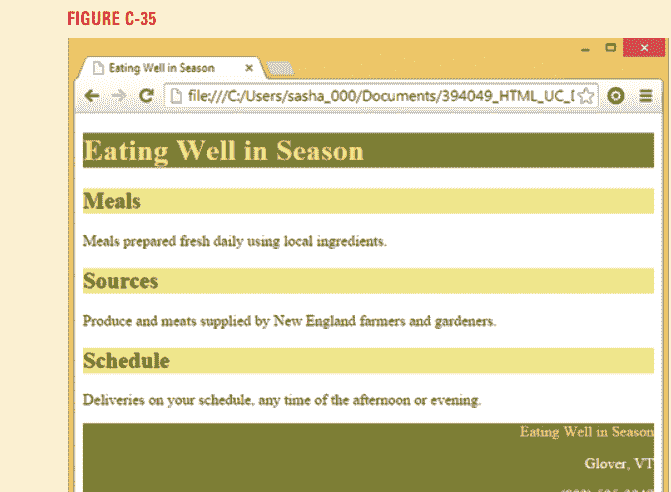 FIGURE C-35
Eating Well in Season
file:///C:/Users/sasha_000/Documents/394049_HTML_UC_
Eating Well in Season
Meals
Meals prepared fresh daily using local ingredients.
Sources
Produce and meats supplied by New England farmers and gardeners.
Schedule
Deliveries on your schedule, any time of the afternoon or evening.
Eating Well in Season
Glover, VT